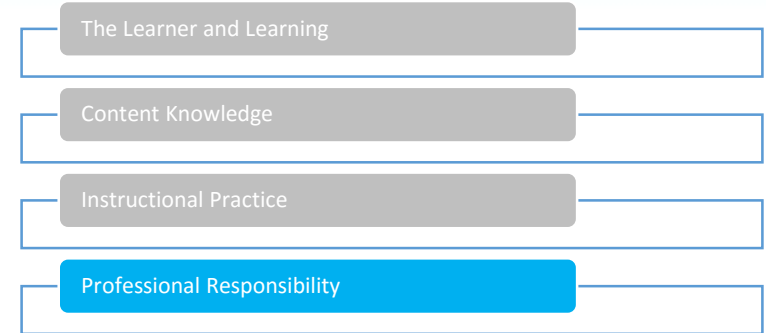 The Learner and Learning
Content Knowledge
Instructional Practice
Professional Responsibility